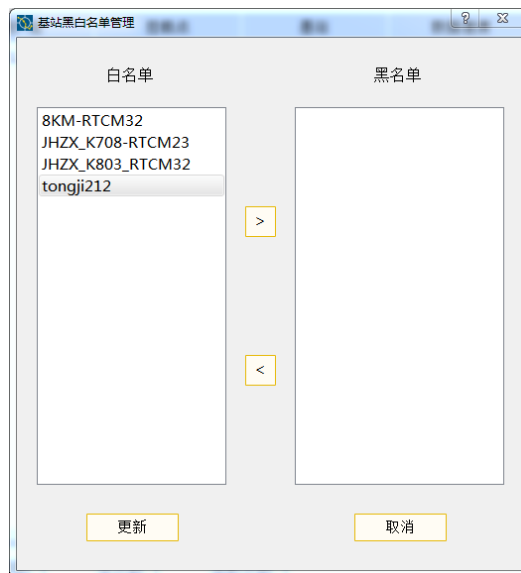 基站黑白名单管理
白名单
黑名单
8KM-RTCM32
JHZX_K708-RTCM23
JHZX_K803_RTCM32
tongji212
>
<
更新
取消